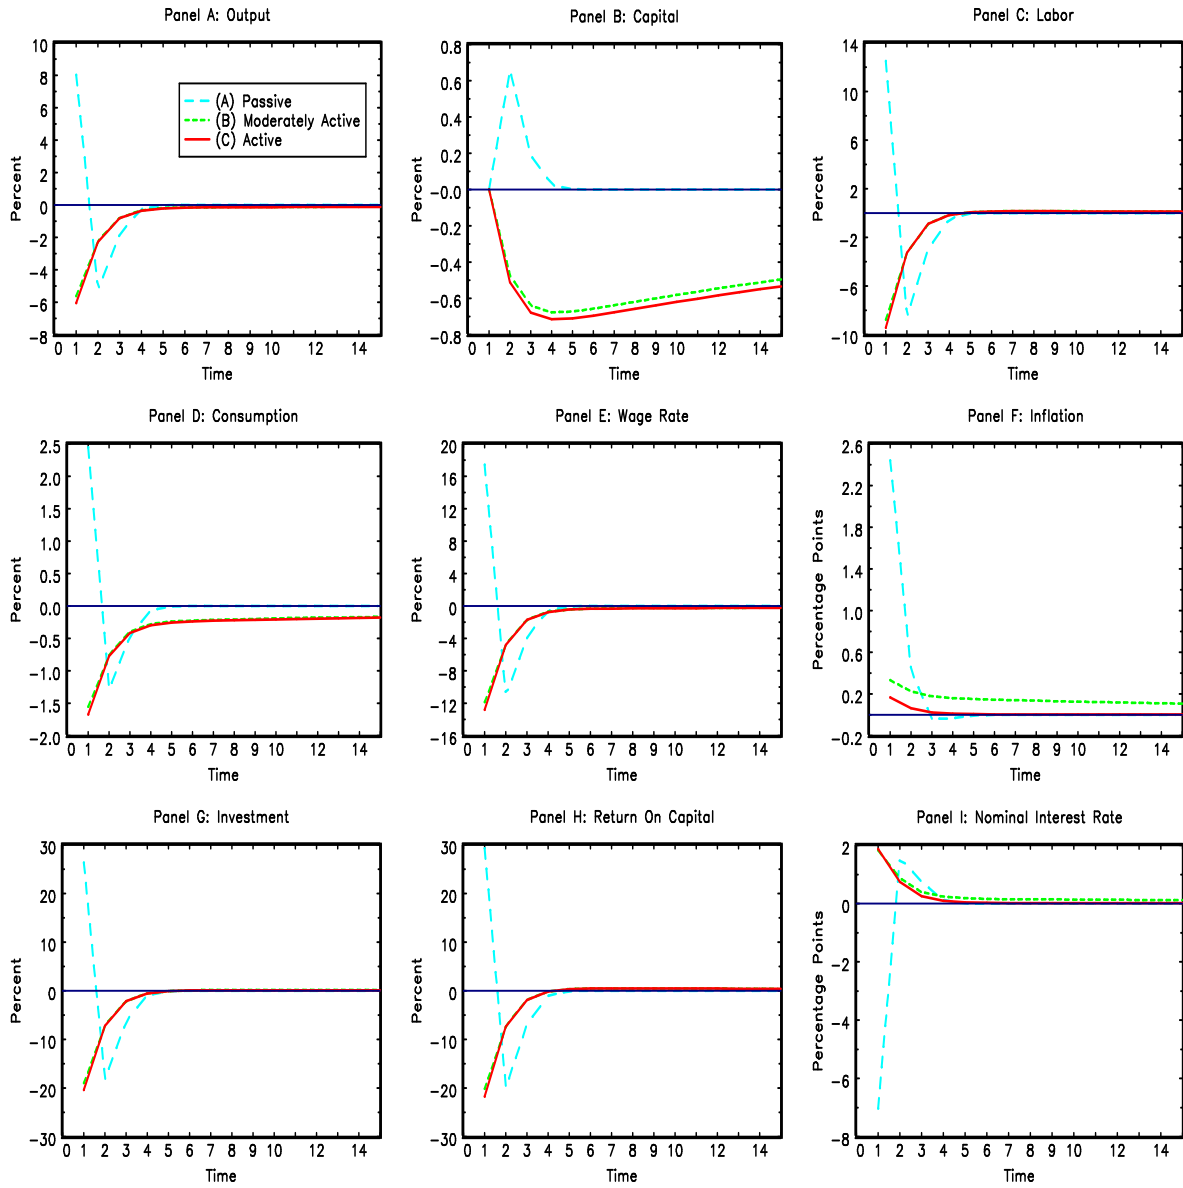 Panel A: Output
Panel B: Capital
Panel C: Labor
10
8
6
4
2
0
−2
−4
−6
−8
Percent
(A) Passive
(B) Moderately Active
(C) Active
0 1 2 3 4 5 6 7 8 9 10 12 14
Time
0.8
0.6
0.4
0.2
−0.0
−0.2
−0.4
−0.6
−0.8
Percent
0 1 2 3 4 5 6 7 8 9 10 12 14
Time
14
12
10
8
6
4
2
−2
−6
−10
Percent
0 1 2 3 4 5 6 7 8 9 10 12 14
Time
Panel D: Consumption
Panel E: Wage Rate
Panel F: Inflation
2.5
2.0
1.5
1.0
0.5
0.0
−0.5
−1.0
−1.5
−2.0
Percent
0 1 2 3 4 5 6 7 8 9 10 12 14
Time
20
16
12
8
4
0
−4
−8
−12
−16
Percent
0 1 2 3 4 5 6 7 8 9 10 12 14
Time
2.6
2.2
1.8
1.4
1.0
0.6
0.2
−0.2
Percentage Points
0 1 2 3 4 5 6 7 8 9 10 12 14
Time
Panel G: Investment
Panel H: Return On Capital
Panel I: Nominal Interest Rate
30
20
10
0
−10
−20
−30
Percent
0 1 2 3 4 5 6 7 8 9 10 12 14
Time
30
20
10
0
−10
−20
−30
Percent
0 1 2 3 4 5 6 7 8 9 10 12 14
Time
2
0
−2
−4
−6
−8
Percentage Points
0 1 2 3 4 5 6 7 8 9 10 12 14
Time